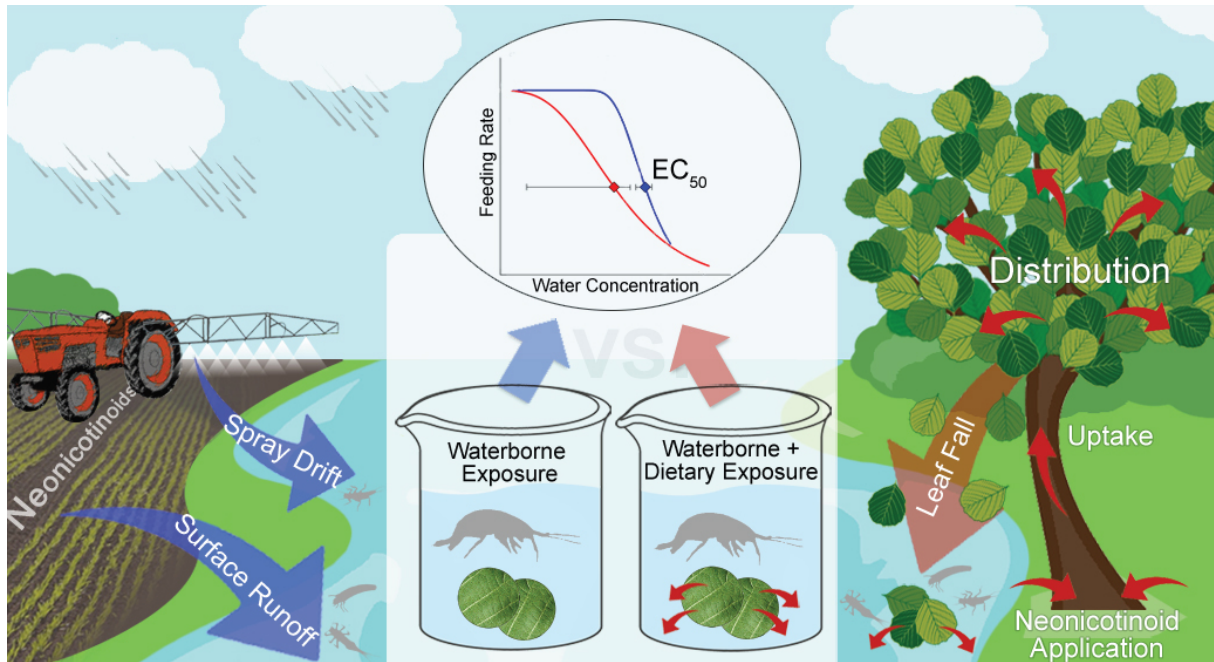 Feeding Rate
EC50
Water Concentration
Neonicotinoids
Spray Drift
Surface Runoff
VS.
Waterborne
Exposure
Waterborne +
Dietary Exposure
Distribution
Leaf Fall
Uptake
Neonicotinoid
Application